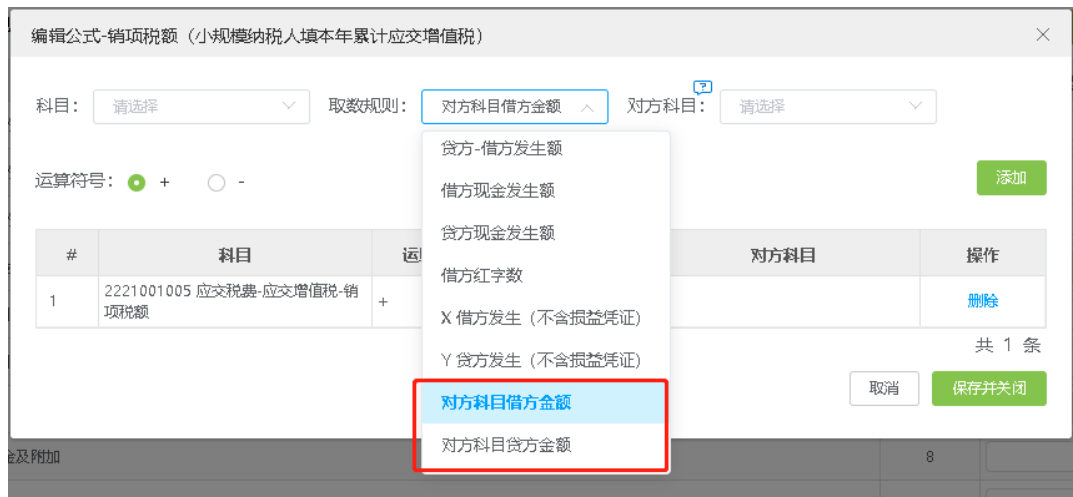 编辑公式-销项税额（小规模纳税人填本年累计应交增值税）
科目： 请选择 取数规则： 对方科目借方金额 对方科目： 请选择
贷方-借方发生额
运算符号： + -
添加
借方现金发生额
贷方现金发生额
# 科目 对方科目 操作
借方红字数
1 2221001005 应交税费-应交增值税-销项税额 + 删除
X 借方发生（不含损益凭证）
Y 贷方发生（不含损益凭证）
共 1 条
对方科目借方金额
对方科目贷方金额
取消 保存并关闭
金及附加 8